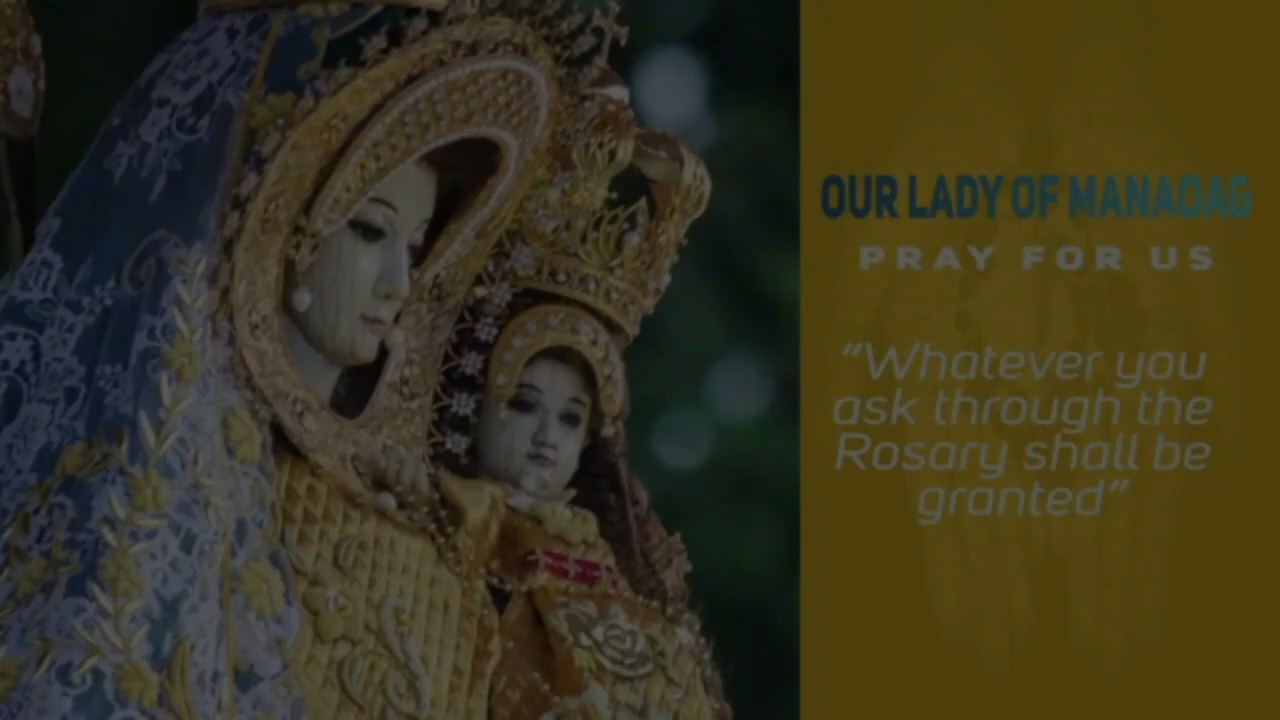 OUR LADY OF MANAOAG
PRAY FOR US
“Whatever you
ask through the
Rosary shall be
granted”